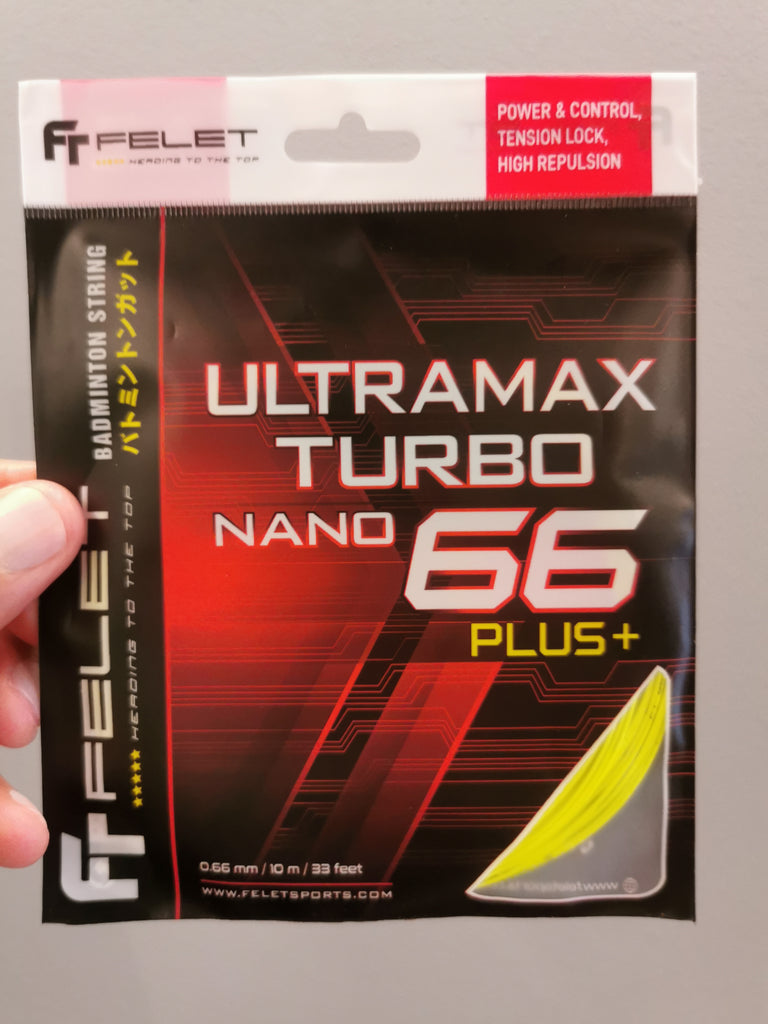 FT FELET
HEADING TO THE TOP
POWER & CONTROL,
TENSION LOCK,
HIGH REPULSION
BADMINTON STRING
バドミントンガット
FT FELET
HEADING TO THE TOP
ULTRAMAX
TURBO
NANO 66
PLUS+
0.66 mm / 10 m / 33 feet
WWW.FELETSPORTS.COM